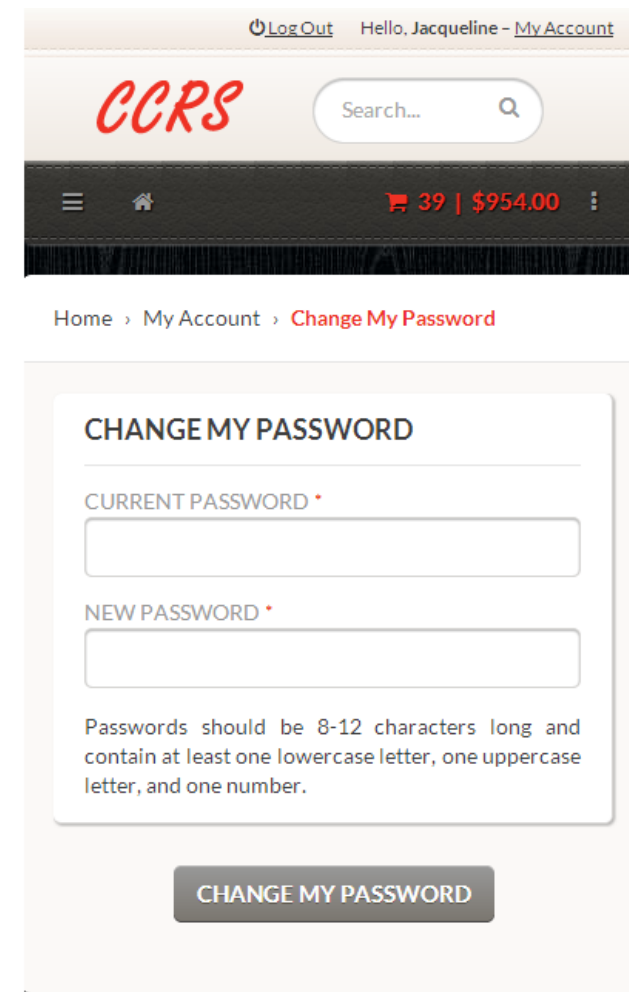 Log Out Hello, Jacqueline – My Account
CCRS
Search...
39 | $954.00
Home › My Account › Change My Password
CHANGE MY PASSWORD
CURRENT PASSWORD *
NEW PASSWORD *
Passwords should be 8-12 characters long and
contain at least one lowercase letter, one uppercase
letter, and one number.
CHANGE MY PASSWORD